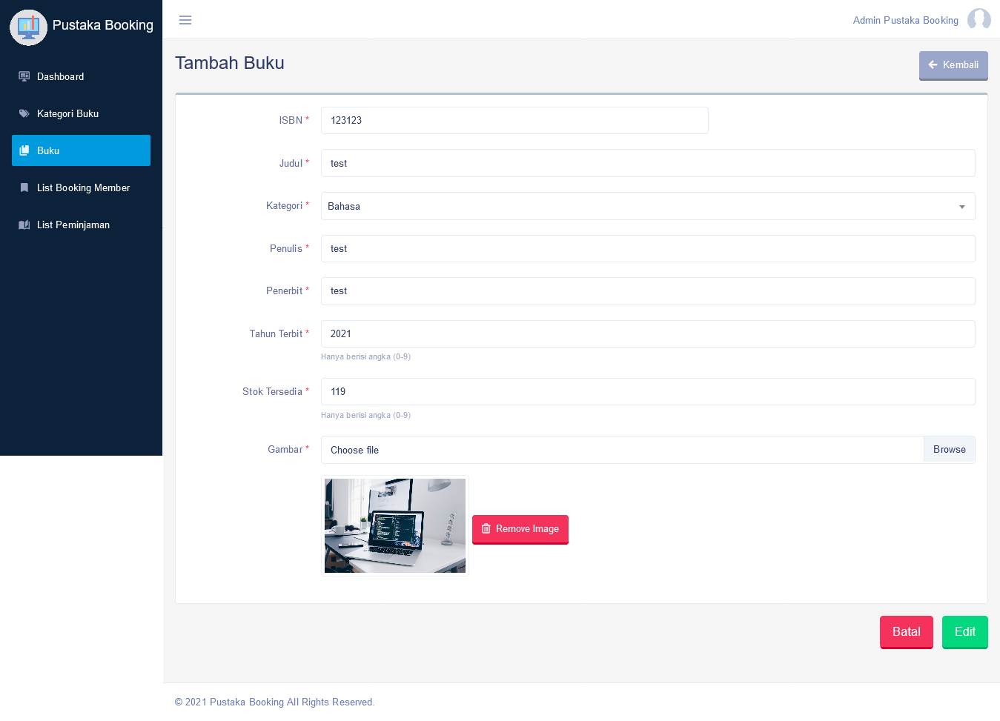 Pustaka Booking
Admin Pustaka Booking
Dashboard
Kategori Buku
Buku
List Booking Member
List Peminjaman
Tambah Buku
Kembali
ISBN * 123123
Judul * test
Kategori * Bahasa
Penulis * test
Penerbit * test
Tahun Terbit * 2021
Hanya berisi angka (0-9)
Stok Tersedia * 119
Hanya berisi angka (0-9)
Gambar * Choose file Browse
Remove Image
Batal Edit
© 2021 Pustaka Booking All Rights Reserved.